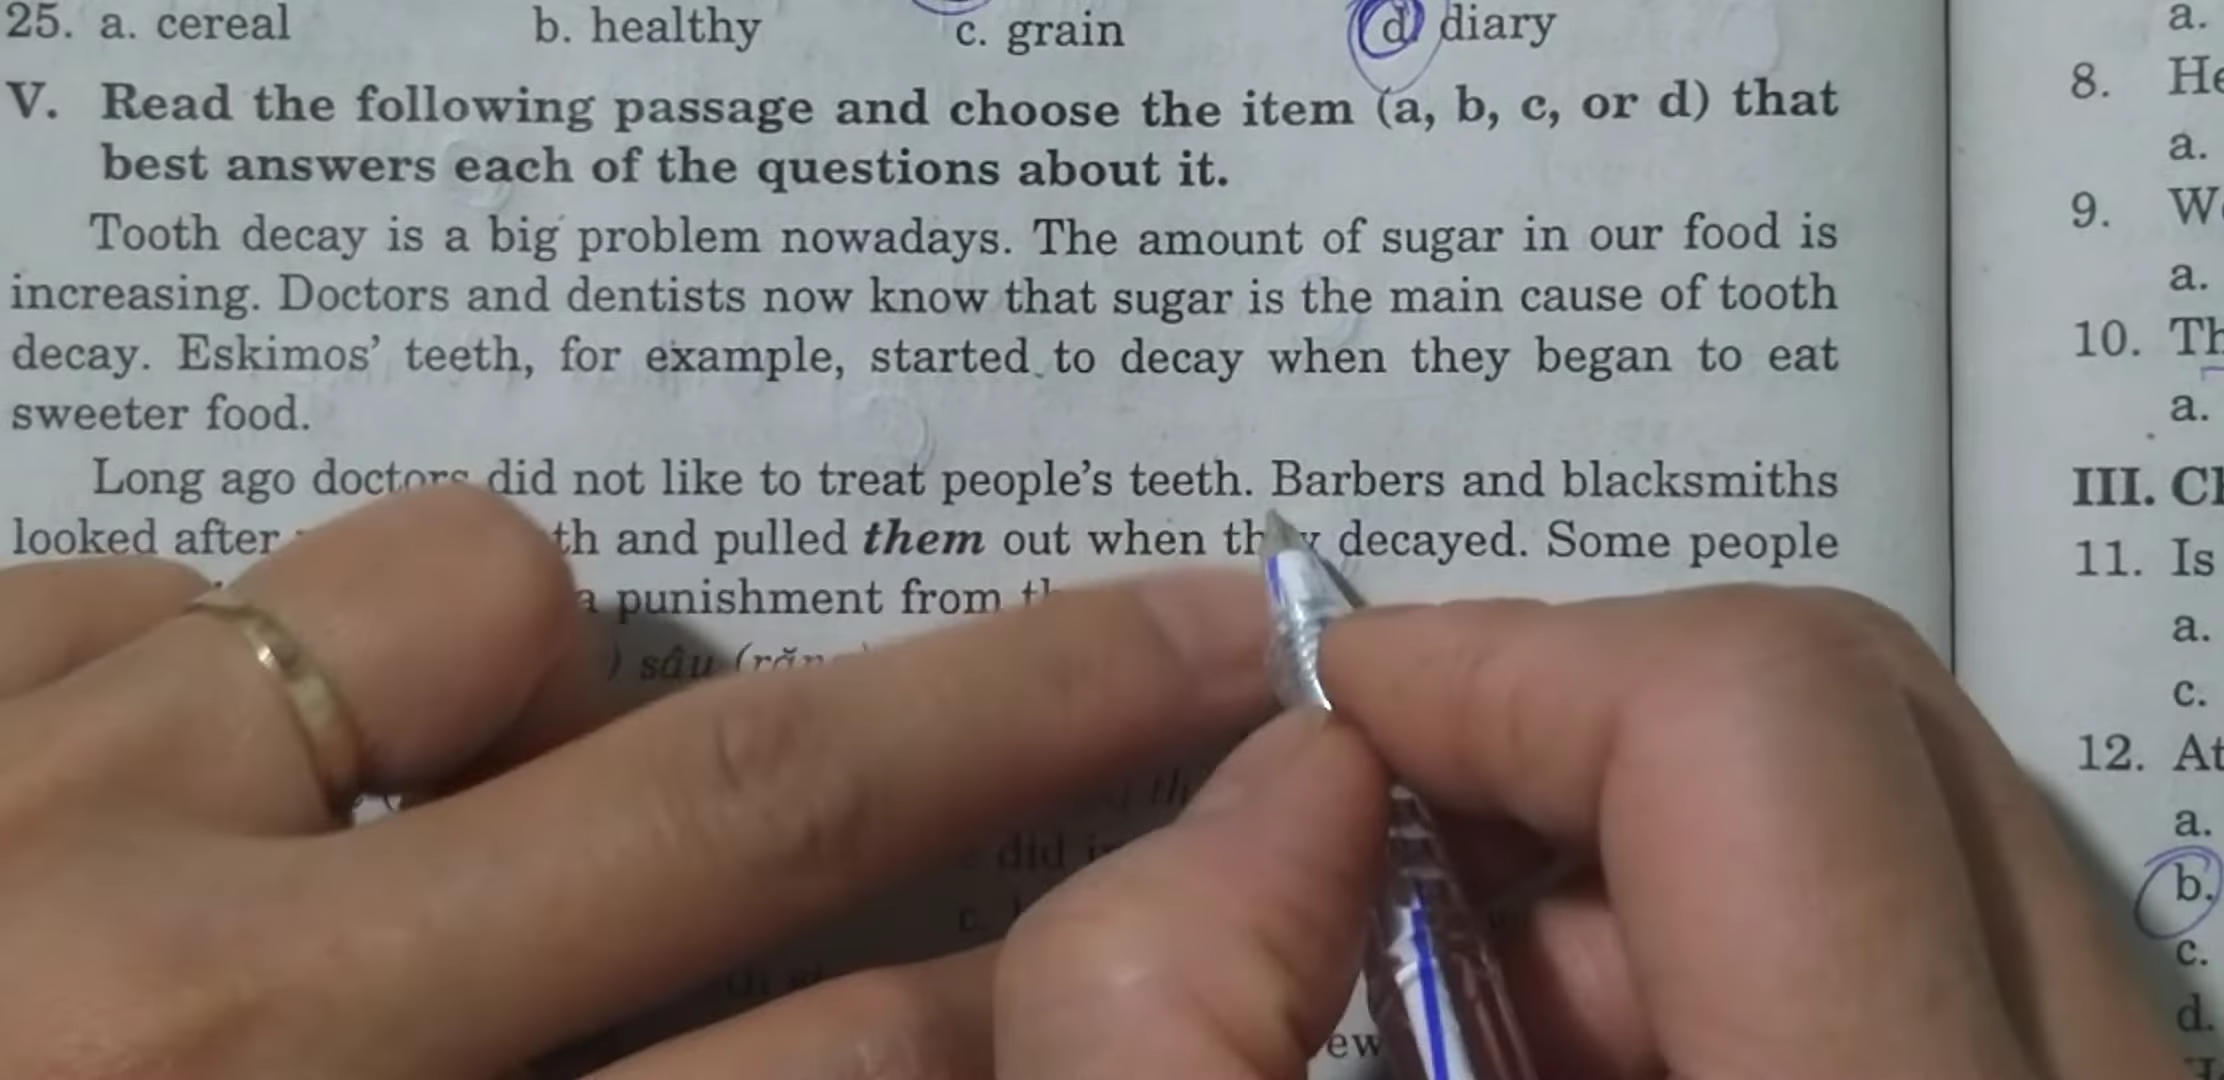 25. a. cereal b. healthy c. grain d diary
V. Read the following passage and choose the item (a, b, c, or d) that
best answers each of the questions about it.
Tooth decay is a big problem nowadays. The amount of sugar in our food is
increasing. Doctors and dentists now know that sugar is the main cause of tooth
decay. Eskimos’ teeth, for example, started to decay when they began to eat
sweeter food.
Long ago doctors did not like to treat people’s teeth. Barbers and blacksmiths
looked after and pulled them out when decayed. Some people
a punishment from
) sâu
did
c.
a.
8.
a.
9.
a.
10.
a.
III.
11. Is
a.
c.
12. At
a.
b.
c.
d.